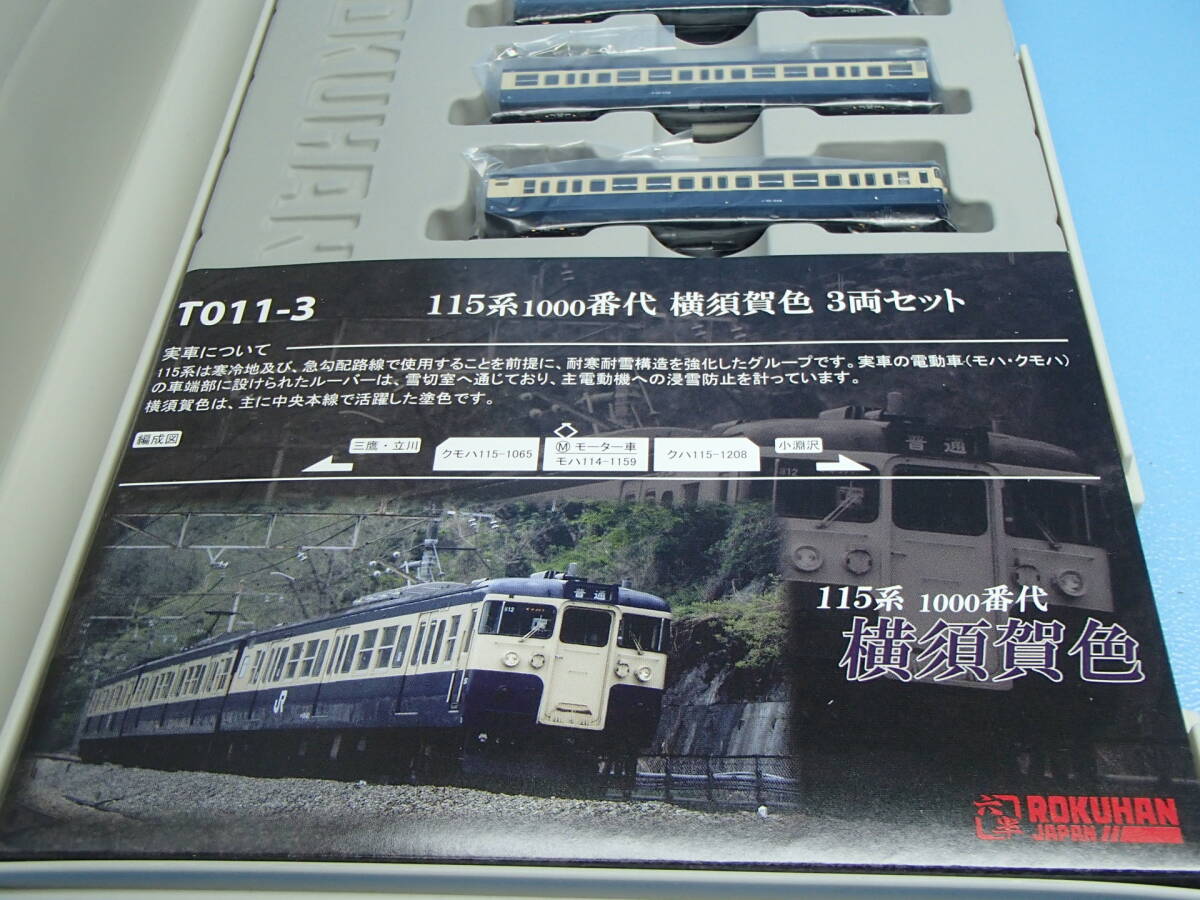 ROKUHAN
T011-3
115系1000番代 横須賀色 3両セット
実車について
115系は寒冷地及び、急勾配路線で使用することを前提に、耐寒耐雪構造を強化したグループです。実車の電動車(モハ・クモハ)
の車端部に設けられたルーバーは、雪切室へ通じており、主電動機への浸雪防止を計っています。
横須賀色は、主に中央本線で活躍した塗色です。
編成図
三鷹・立川
クモハ115-1065
Ⓜモーター車
モハ114-1159
クハ115-1208
小淵沢
普通
812
普通
812
JR
115系 1000番代
横須賀色
六半
ROKUHAN
JAPAN